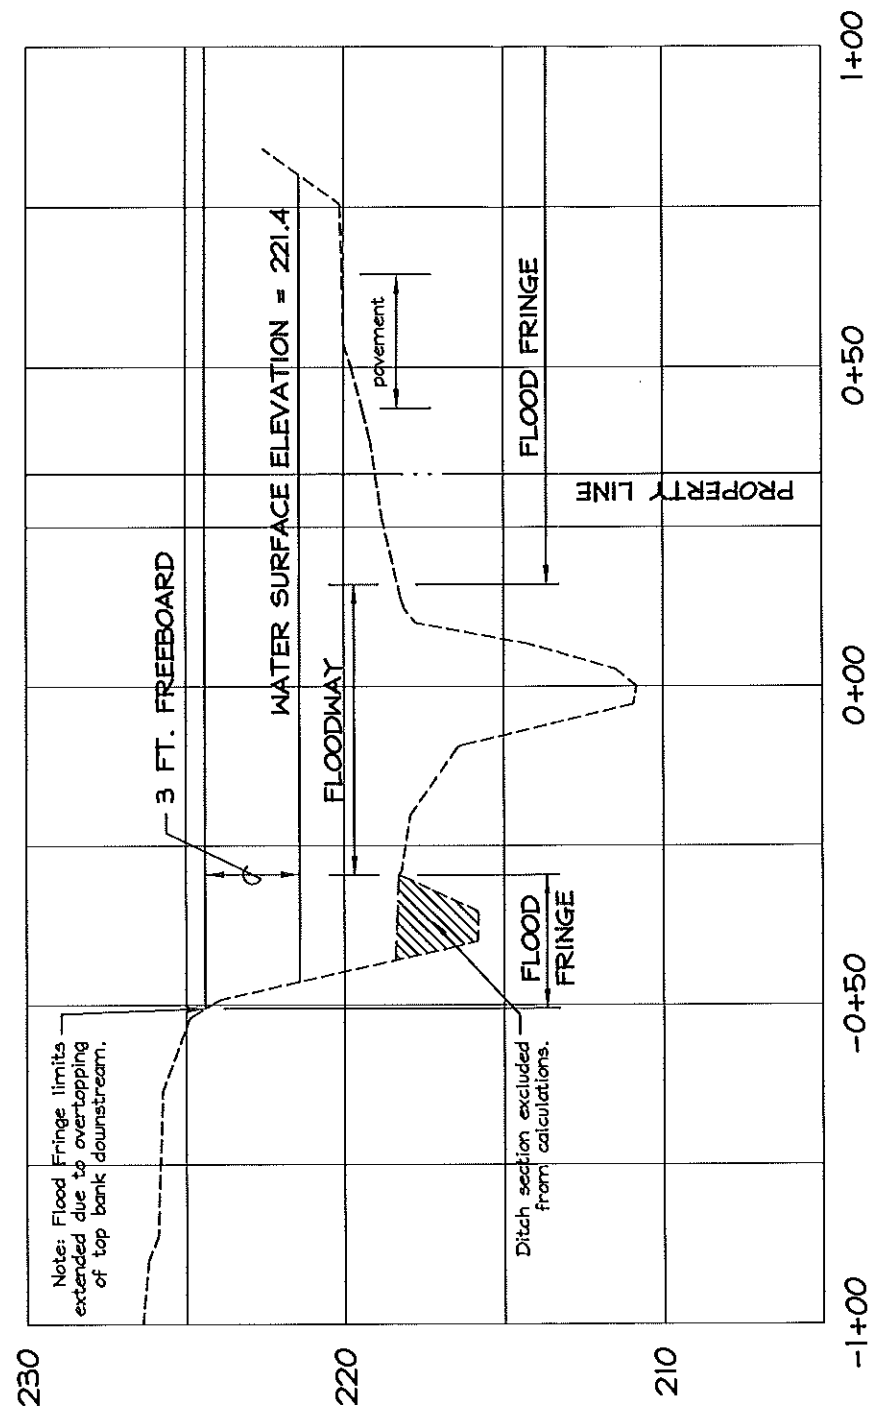 Note: Flood Fringe limits
extended due to overtopping
of top bank downstream.
3 FT. FREEBOARD
WATER SURFACE ELEVATION = 221.4
FLOODWAY
pavement
FLOOD FRINGE
FLOOD
FRINGE
PROPERTY LINE
Ditch section excluded
from calculations.
230
220
210
-1+00
-0+50
0+00
0+50
1+00